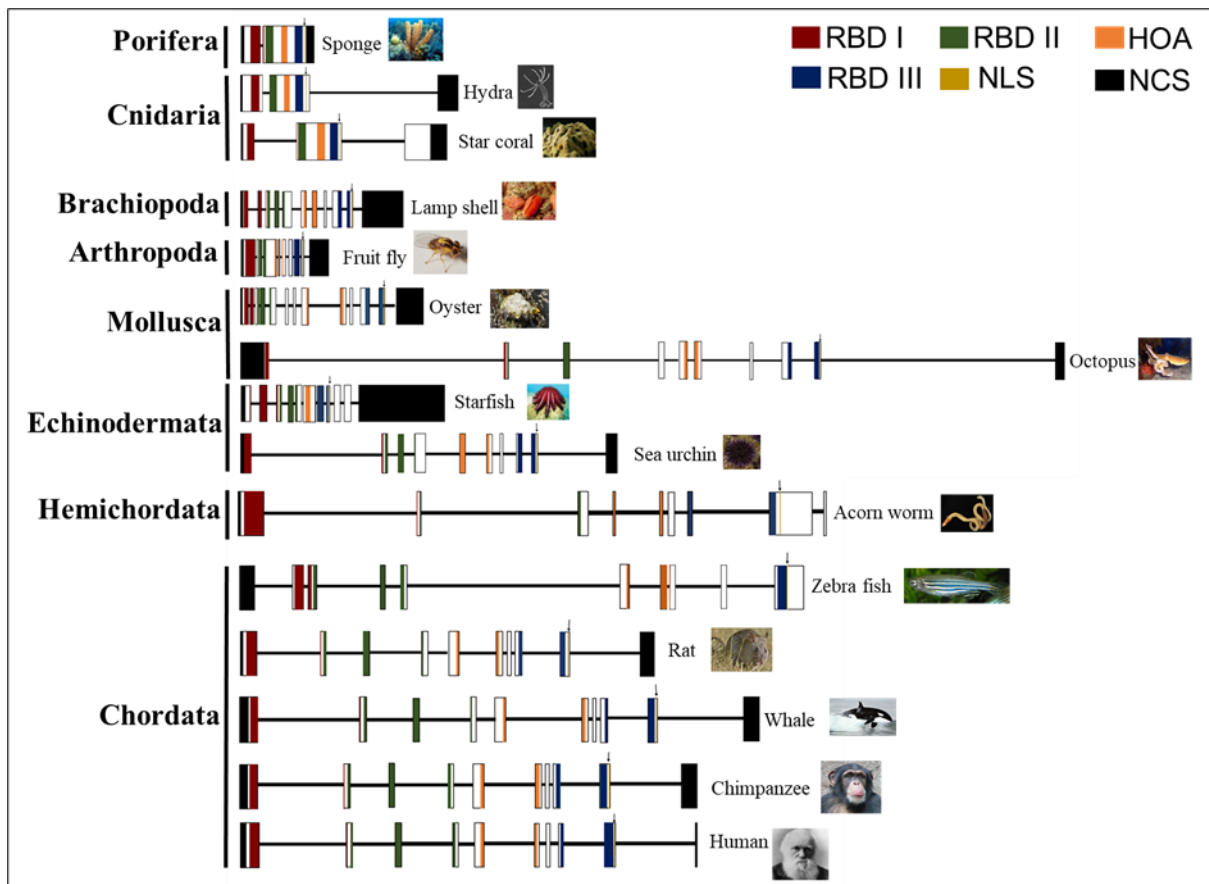 Porifera
Sponge
RBD I
RBD II
HOA
RBD III
NLS
NCS
Cnidaria
Hydra
Star coral
Brachiopoda
Lamp shell
Arthropoda
Fruit fly
Mollusca
Oyster
Octopus
Echinodermata
Starfish
Sea urchin
Hemichordata
Acorn worm
Chordata
Zebra fish
Rat
Whale
Chimpanzee
Human